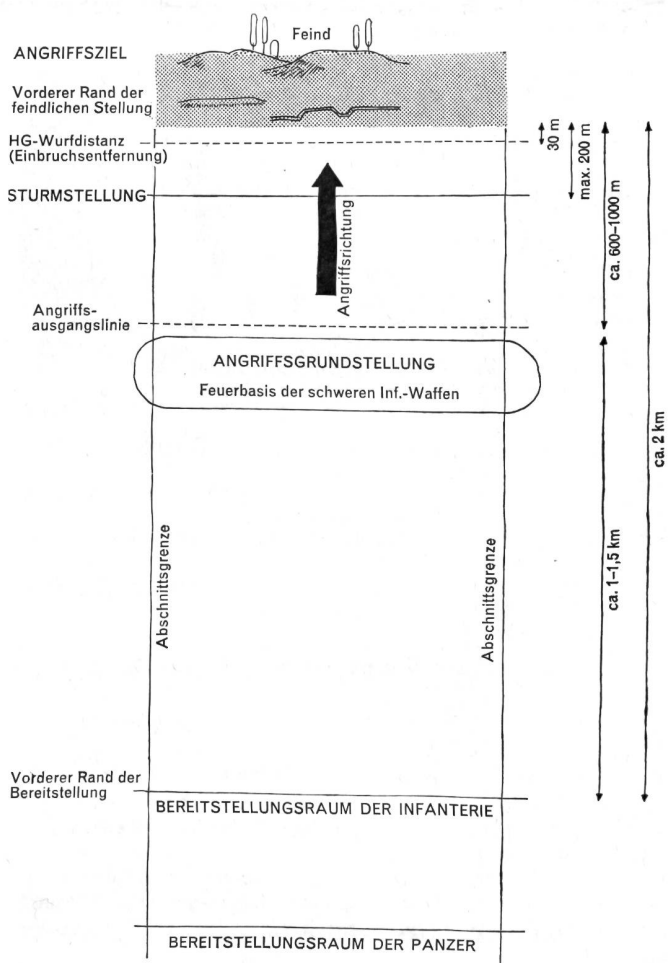 Feind
ANGRIFFSZIEL
Vorderer Rand der
feindlichen Stellung
HG-Wurfdistanz
(Einbruchsentfernung)
30 m
max. 200 m
STURMSTELLUNG
ca. 600–1000 m
Angriffsrichtung
Angriffs-
ausgangslinie
ANGRIFFSGRUNDSTELLUNG
Feuerbasis der schweren Inf.-Waffen
ca. 2 km
Abschnittsgrenze
Abschnittsgrenze
ca. 1–1,5 km
Vorderer Rand der
Bereitstellung
BEREITSTELLUNGSRAUM DER INFANTERIE
BEREITSTELLUNGSRAUM DER PANZER